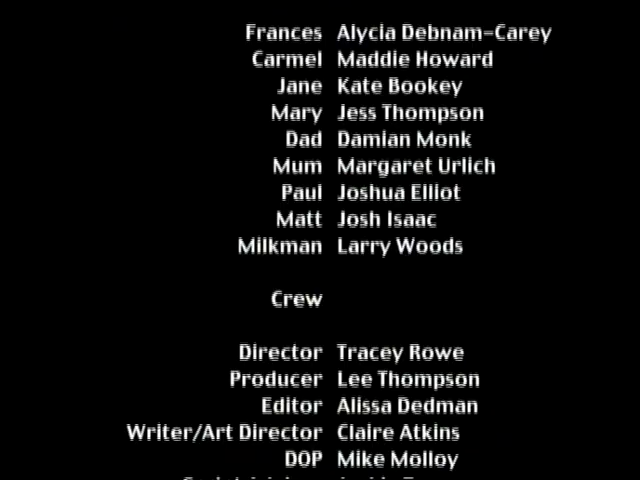 Frances Alycia Debnam-Carey
Carmel Maddie Howard
Jane Kate Bookey
Mary Jess Thompson
Dad Damian Monk
Mum Margaret Urlich
Paul Joshua Elliot
Matt Josh Isaac
Milkman Larry Woods
Crew
Director Tracey Rowe
Producer Lee Thompson
Editor Alissa Dedman
Writer/Art Director Claire Atkins
DOP Mike Molloy